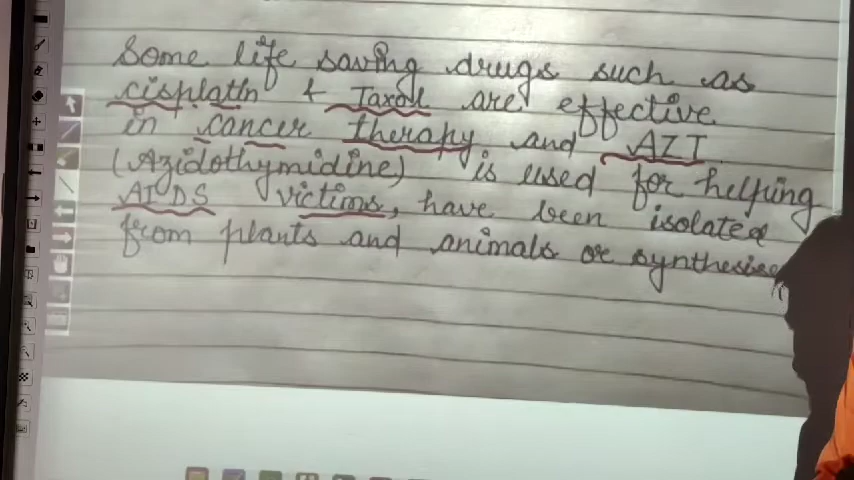 Some life saving drugs such as
cisplatin & Taxol are effective
in cancer therapy and AZT
(Azidothymidine) is used for helping
AIDS victims, have been isolated
from plants and animals or synthesised